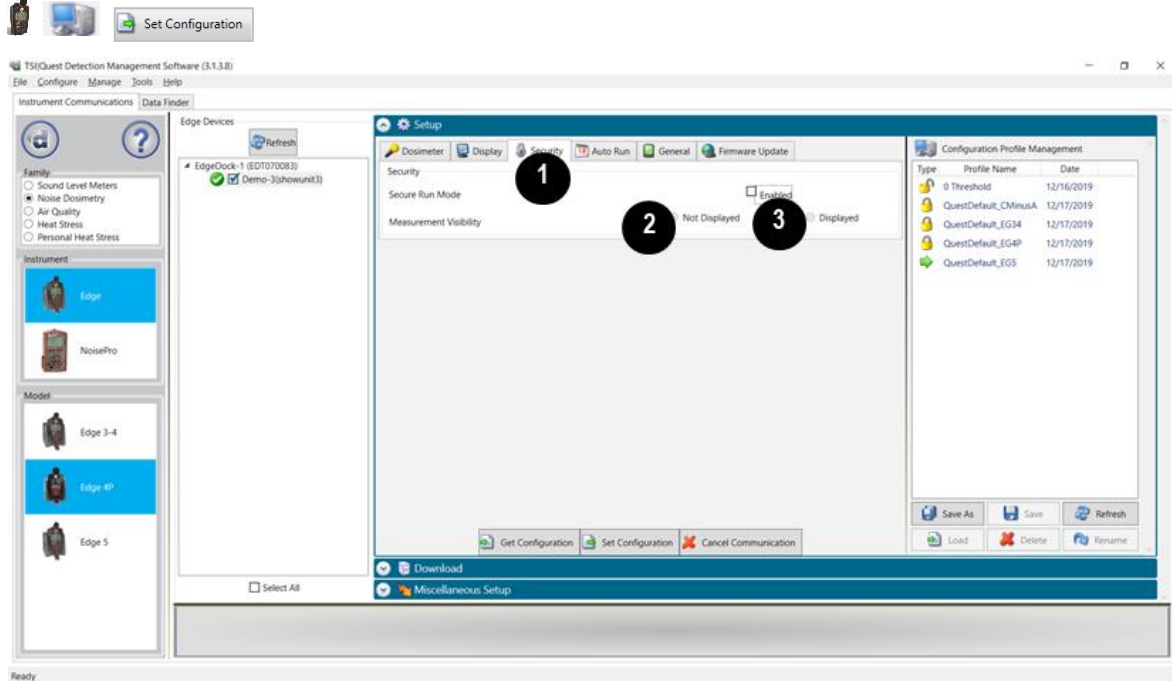 Set Configuration
TSI|Quest Detection Management Software (3.1.3.8)
File Configure Manage Tools Help
Instrument Communications Data Finder
Family
Sound Level Meters
Noise Dosimetry
Air Quality
Heat Stress
Personal Heat Stress
Instrument
Edge
NoisePro
Model
Edge 3-4
Edge 4P
Edge 5
Edge Devices
Refresh
EdgeDock-1 (EDT070083)
Demo-3(showunit3)
Select All
Setup
Dosimeter Display Security Auto Run General Firmware Update
1
Security
Secure Run Mode Enabled
Measurement Visibility 2 Not Displayed 3 Displayed
Get Configuration Set Configuration Cancel Communication
Download
Miscellaneous Setup
Configuration Profile Management
Type Profile Name Date
0 Threshold 12/16/2019
QuestDefault_CMinusA 12/17/2019
QuestDefault_EG34 12/17/2019
QuestDefault_EG4P 12/17/2019
QuestDefault_EG5 12/17/2019
Save As Save Refresh
Load Delete Rename
Ready